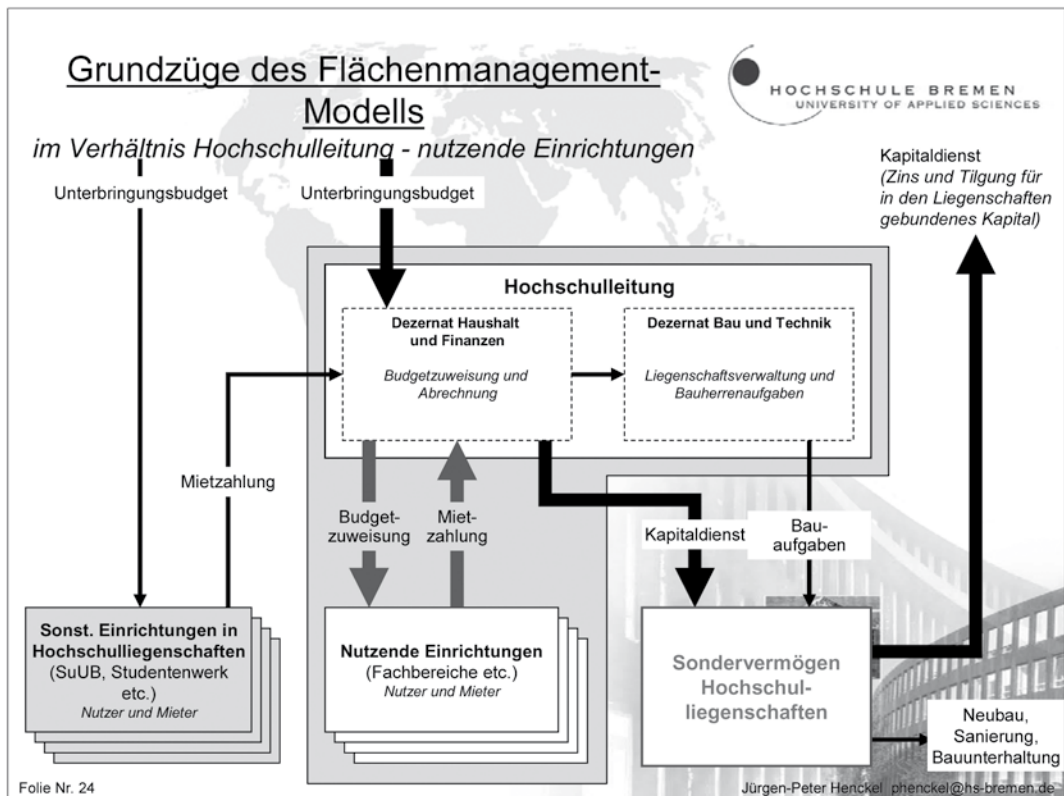 Grundzüge des Flächenmanagement-
Modells
im Verhältnis Hochschulleitung - nutzende Einrichtungen
HOCHSCHULE BREMEN
UNIVERSITY OF APPLIED SCIENCES
Unterbringungsbudget
Unterbringungsbudget
Kapitaldienst
(Zins und Tilgung für
in den Liegenschaften
gebundenes Kapital)
Hochschulleitung
Dezernat Haushalt
und Finanzen
Budgetzuweisung und
Abrechnung
Dezernat Bau und Technik
Liegenschaftsverwaltung und
Bauherrenaufgaben
Mietzahlung
Budget-
zuweisung
Miet-
zahlung
Kapitaldienst
Bau-
aufgaben
Sonst. Einrichtungen in
Hochschulliegenschaften
(SuUB, Studentenwerk
etc.)
Nutzer und Mieter
Nutzende Einrichtungen
(Fachbereiche etc.)
Nutzer und Mieter
Sondervermögen
Hochschul-
liegenschaften
Neubau,
Sanierung,
Bauunterhaltung
Folie Nr. 24
Jürgen-Peter Henckel phenckel@hs-bremen.de